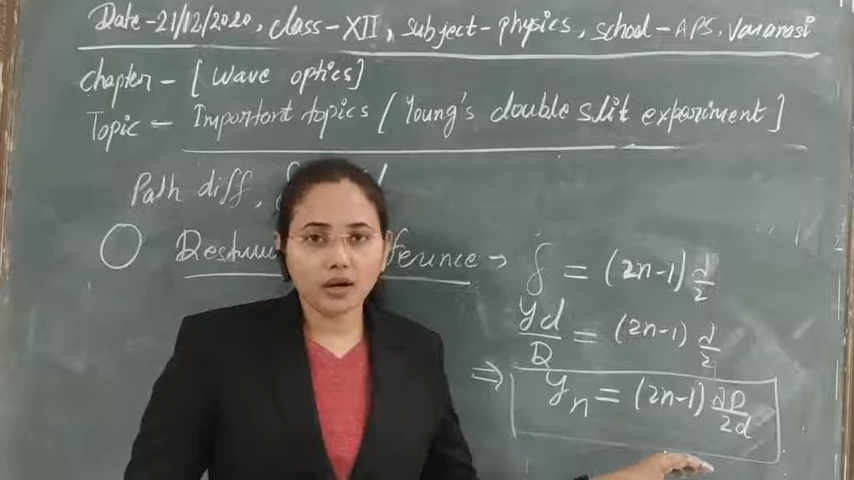 Date - 21/12/2020, class - XII, subject - physics, school - APS, Varanasi
chapter - [ wave optics ]
Topic - Important topics [ Young's double slit experiment ]
Path diff,
δ = (2n-1) λ/2
yd/D = (2n-1) λ/2
⇒ yn = (2n-1) λD/2d